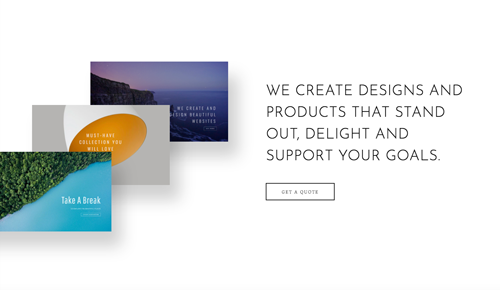 WE CREATE AND
DESIGN BEAUTIFUL
WEBSITES
MUST-HAVE
COLLECTION YOU
WILL LOVE
Take A Break
WE CREATE DESIGNS AND
PRODUCTS THAT STAND
OUT, DELIGHT AND
SUPPORT YOUR GOALS.
GET A QUOTE